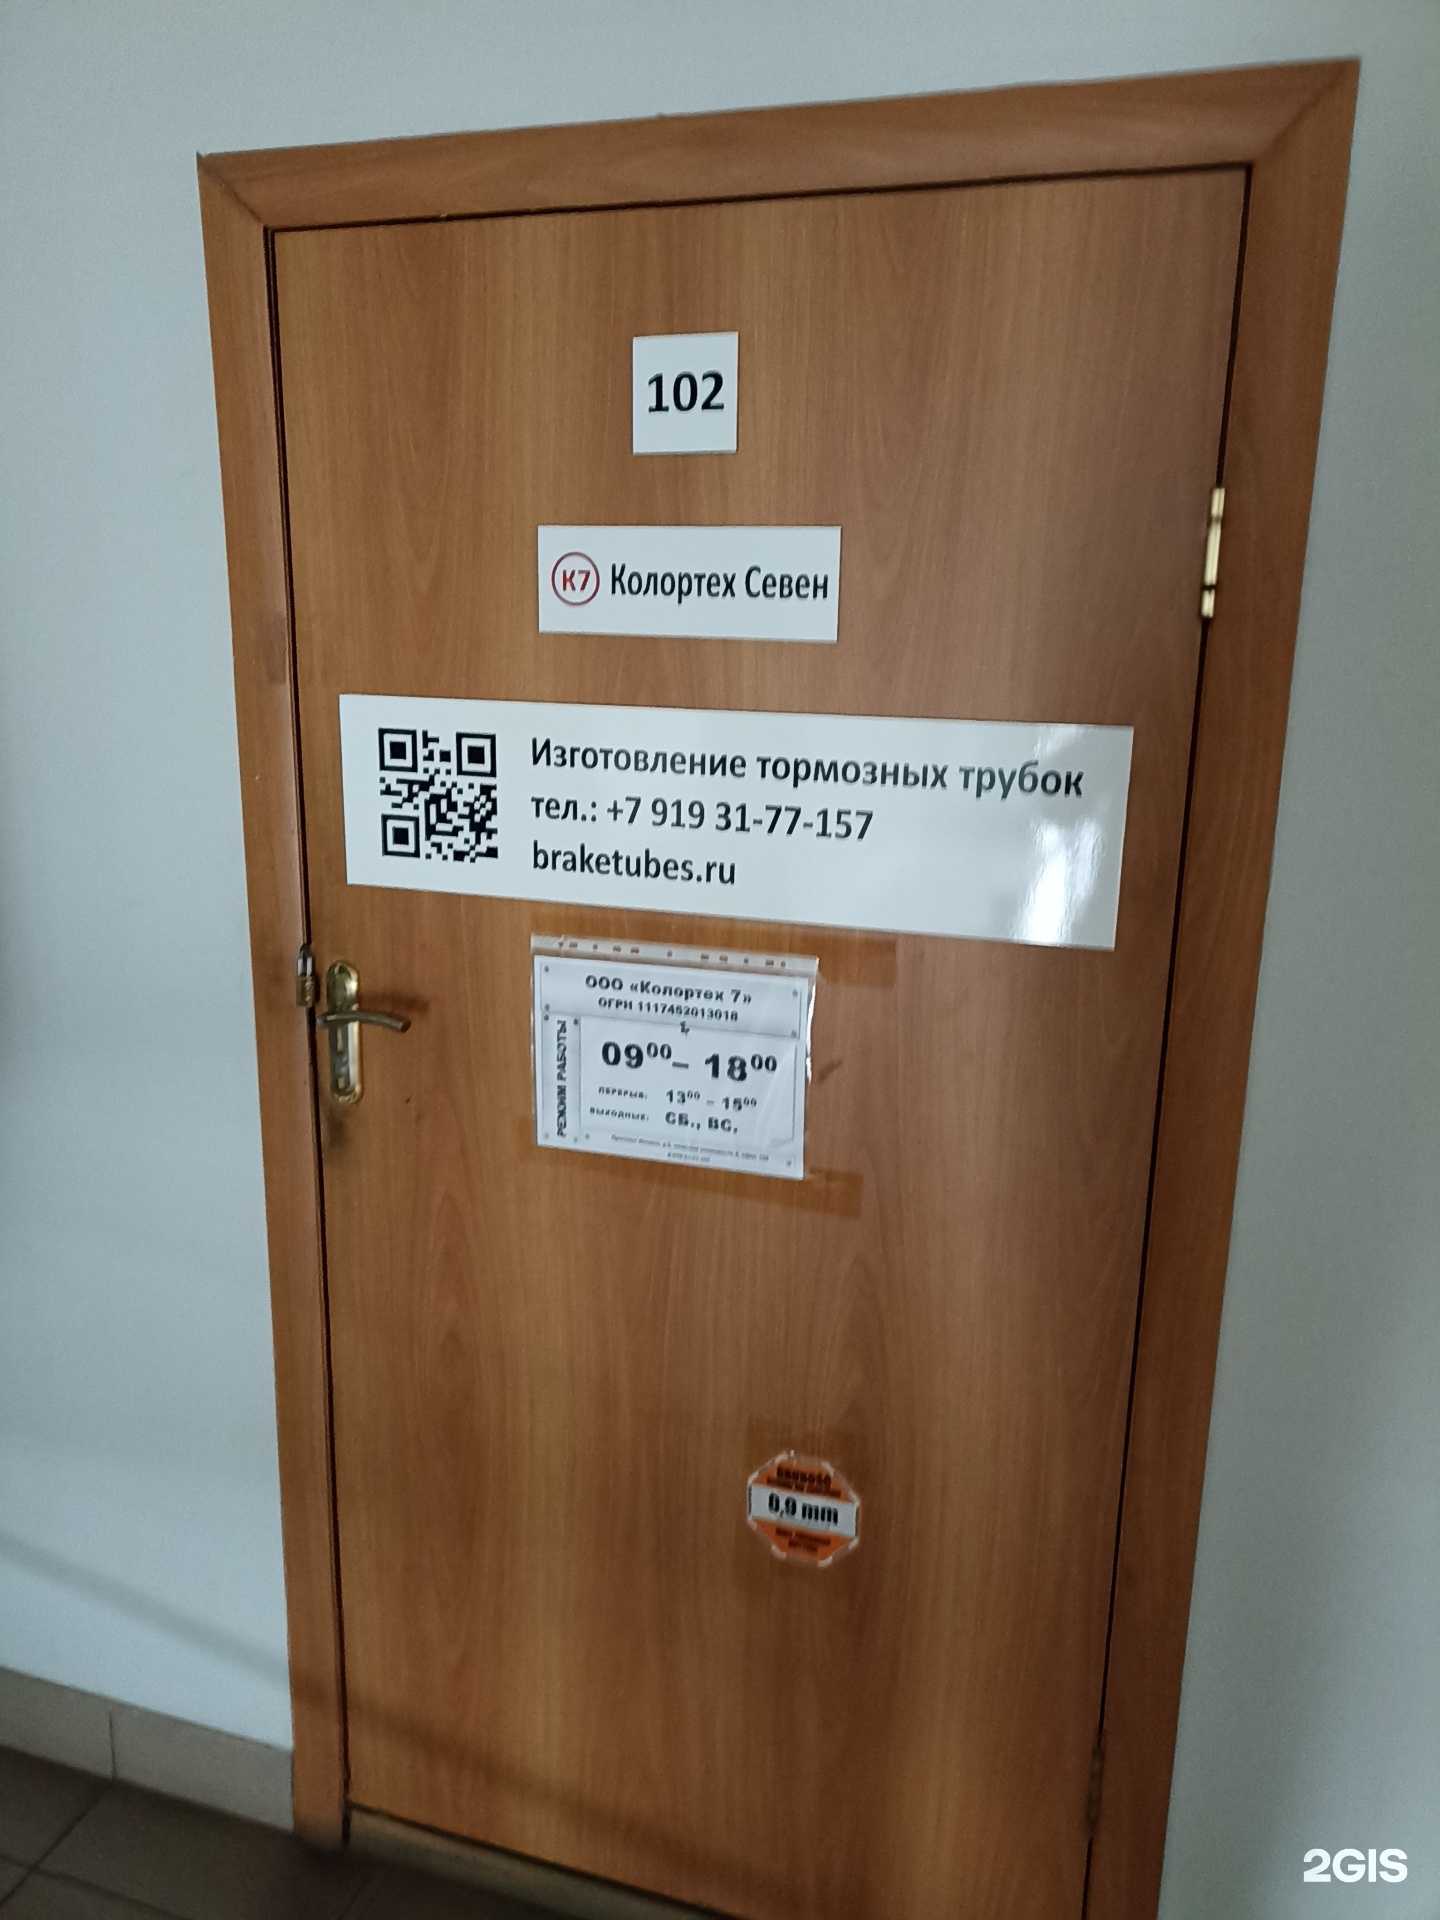 102
К7 Колортех Севен
Изготовление тормозных трубок
тел.: +7 919 31-77-157
braketubes.ru
ООО «Колортех 7»
ОГРН 1117452013018
РЕЖИМ РАБОТЫ
09⁰⁰– 18⁰⁰
ПЕРЕРЫВ: 13⁰⁰ – 15⁰⁰
ВЫХОДНЫЕ: СБ., ВС.
0,9 mm
2GIS